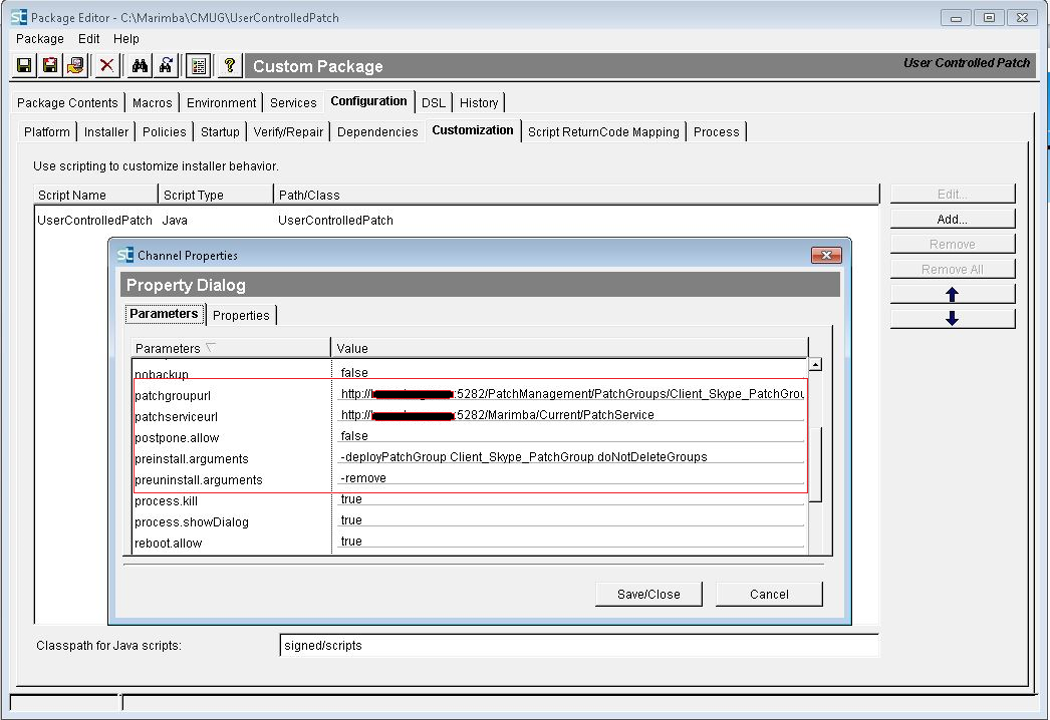 Package Editor - C:\Marimba\CMUG\UserControlledPatch
Package Edit Help
Custom Package
User Controlled Patch
Package Contents Macros Environment Services Configuration DSL History
Platform Installer Policies Startup Verify/Repair Dependencies Customization Script ReturnCode Mapping Process
Use scripting to customize installer behavior.
Script Name Script Type Path/Class
UserControlledPatch Java UserControlledPatch
Edit...
Add...
Remove
Remove All
Channel Properties
Property Dialog
Parameters Properties
Parameters Value
nobackup false
patchgroupurl http:// :5282/PatchManagement/PatchGroups/Client_Skype_PatchGrou
patchserviceurl http:// :5282/Marimba/Current/PatchService
postpone.allow false
preinstall.arguments -deployPatchGroup Client_Skype_PatchGroup doNotDeleteGroups
preuninstall.arguments -remove
process.kill true
process.showDialog true
reboot.allow true
Save/Close Cancel
Classpath for Java scripts: signed/scripts